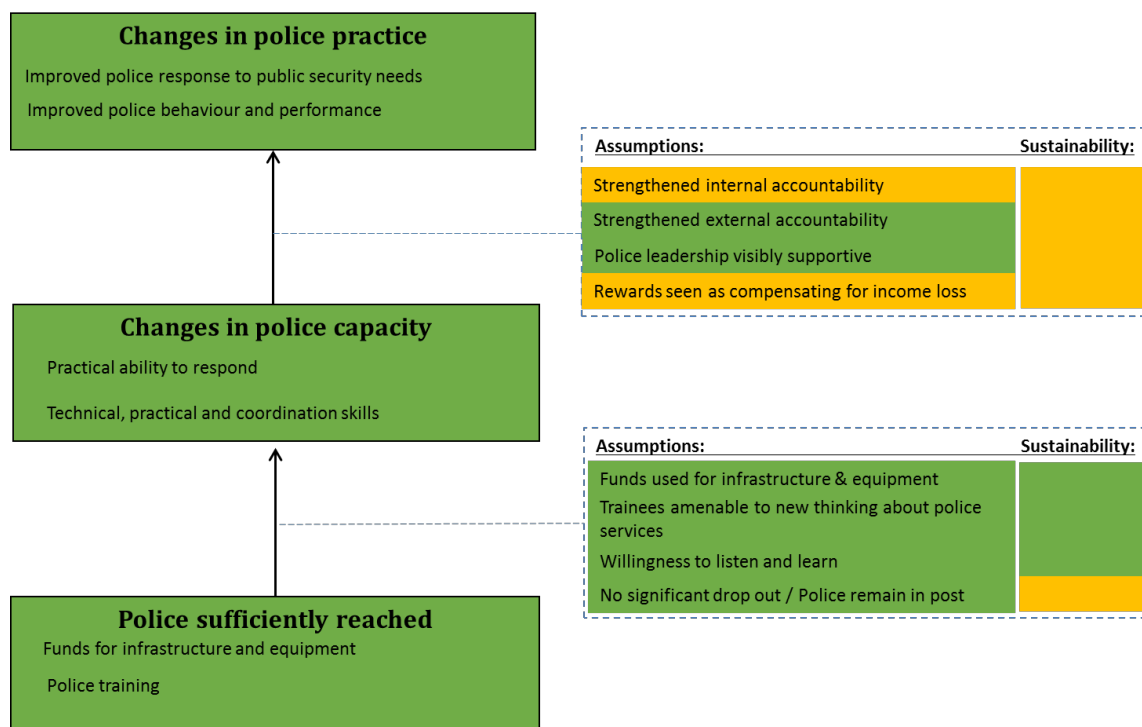 Changes in police practice
Improved police response to public security needs
Improved police behaviour and performance
Assumptions: Sustainability:
Strengthened internal accountability
Strengthened external accountability
Police leadership visibly supportive
Rewards seen as compensating for income loss
Changes in police capacity
Practical ability to respond
Technical, practical and coordination skills
Assumptions: Sustainability:
Funds used for infrastructure & equipment
Trainees amenable to new thinking about police
services
Willingness to listen and learn
No significant drop out / Police remain in post
Police sufficiently reached
Funds for infrastructure and equipment
Police training